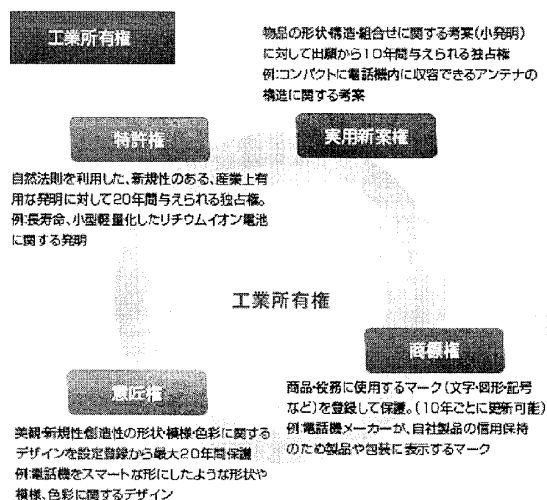 工業所有権
物品の形状・構造・組合せに関する考案(小発明)
に対して出願から10年間与えられる独占権
例:コンパクトに電話機内に収容できるアンテナの
構造に関する考案
特許権
実用新案権
自然法則を利用した、新規性のある、産業上有
用な発明に対して20年間与えられる独占権。
例:長寿命、小型軽量化したリチウムイオン電池
に関する発明
工業所有権
意匠権
商標権
美観・新規性・創造性の形状・模様・色彩に関する
デザインを設定登録から最大20年間保護
例:電話機をスマートな形にしたような形状や
模様、色彩に関するデザイン
商品・役務に使用するマーク(文字・図形・記号
など)を登録して保護。(10年ごとに更新可能)
例:電話機メーカーが、自社製品の信用保持
のため製品や包装に表示するマーク